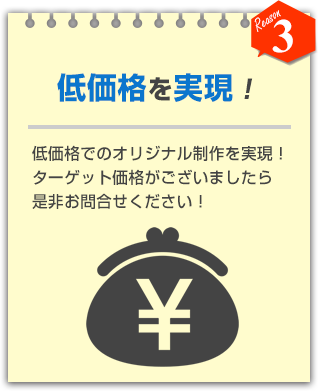 Reason
3
低価格を実現！
低価格でのオリジナル制作を実現！
ターゲット価格がございましたら
是非お問合せください！
¥